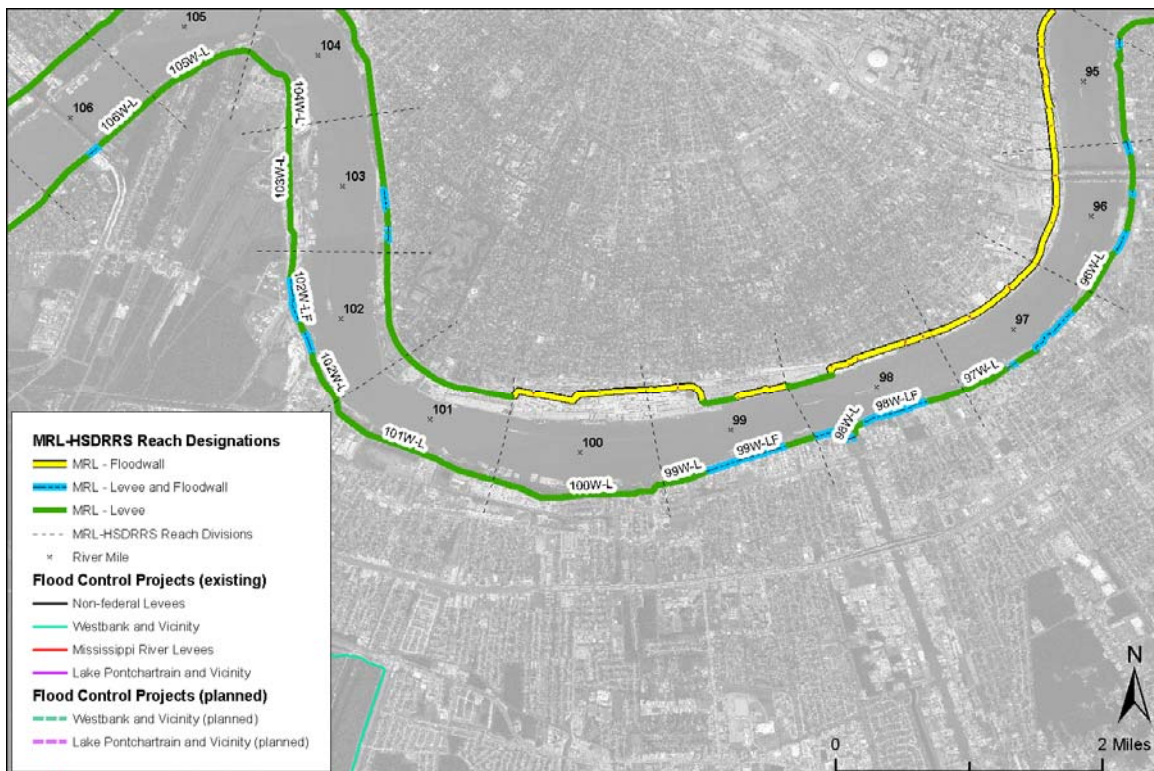 105
104
105W-L
106
106W-L
104W-L
103W-L
103
102W-LF
102
102W-L
101
101W-L
100
100W-L
99W-L
99
99W-LF
98W-L
98
98W-LF
97W-L
97
96W-L
96
95
MRL-HSDRRS Reach Designations
MRL - Floodwall
MRL - Levee and Floodwall
MRL - Levee
MRL-HSDRRS Reach Divisions
River Mile
Flood Control Projects (existing)
Non-federal Levees
Westbank and Vicinity
Mississippi River Levees
Lake Pontchartrain and Vicinity
Flood Control Projects (planned)
Westbank and Vicinity (planned)
Lake Pontchartrain and Vicinity (planned)
N
0 2 Miles